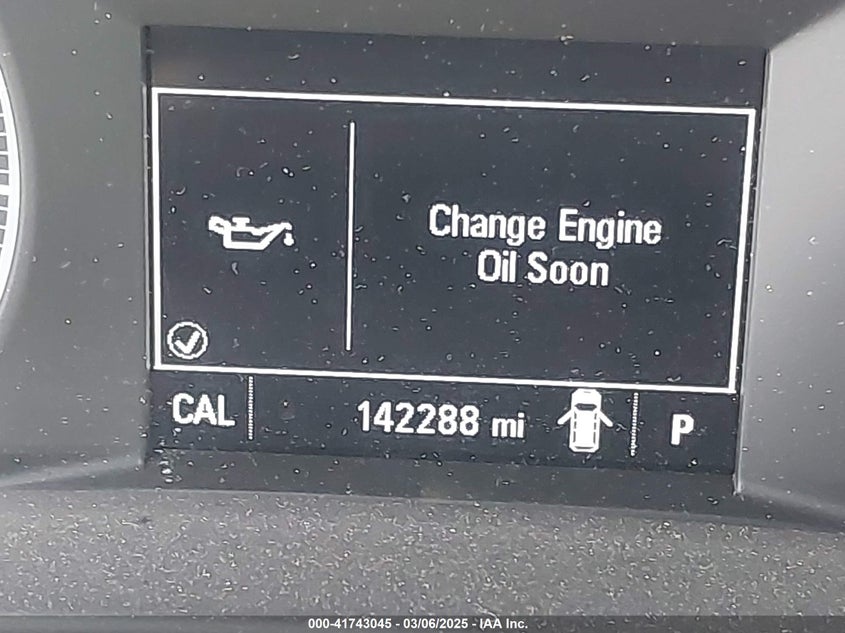 Change Engine
Oil Soon
CAL 142288 mi P
000-41743045 - 03/06/2025 - IAA Inc.